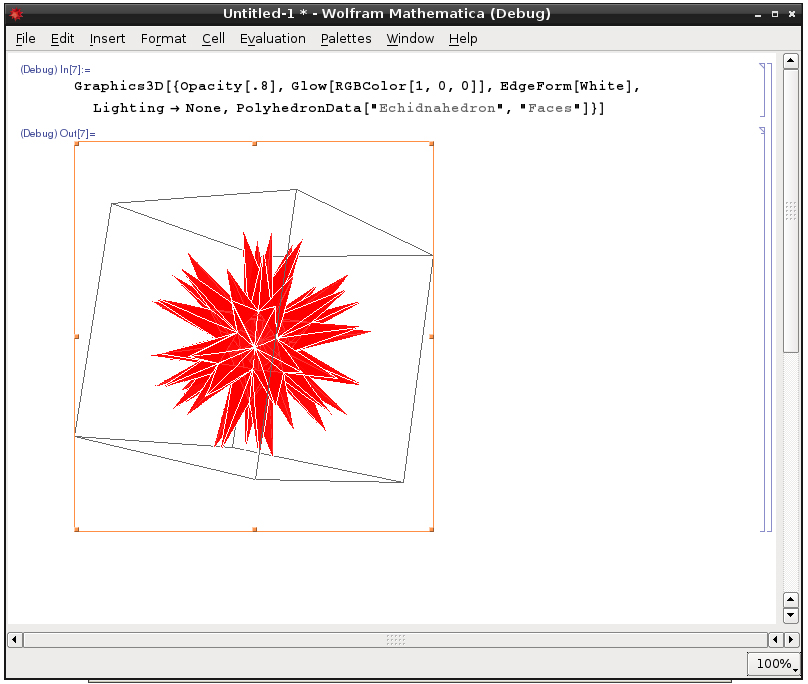 Untitled-1 * - Wolfram Mathematica (Debug)
File Edit Insert Format Cell Evaluation Palettes Window Help
(Debug) In[7]:=
Graphics3D[{Opacity[.8], Glow[RGBColor[1, 0, 0]], EdgeForm[White],
Lighting → None, PolyhedronData["Echidnahedron", "Faces"]}]
(Debug) Out[7]=
100%